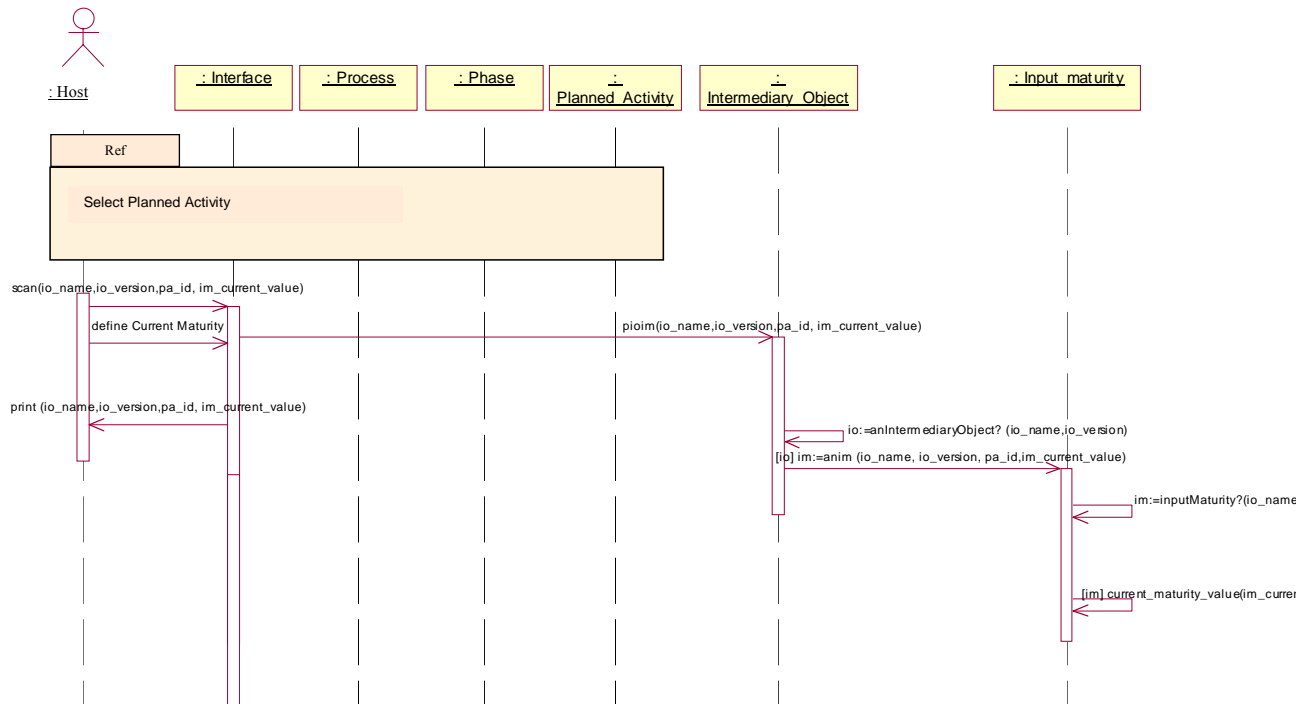 : Host
: Interface
: Process
: Phase
:
Planned_Activity
:
Intermediary_Object
: Input_maturity
Ref
Select Planned Activity
scan(io_name,io_version,pa_id, im_current_value)
define Current Maturity
pioim(io_name,io_version,pa_id, im_current_value)
print (io_name,io_version,pa_id, im_current_value)
io:=anIntermediaryObject? (io_name,io_version)
[io] im:=anim (io_name, io_version, pa_id,im_current_value)
im:=inputMaturity?(io_name
[im] current_maturity_value(im_curren